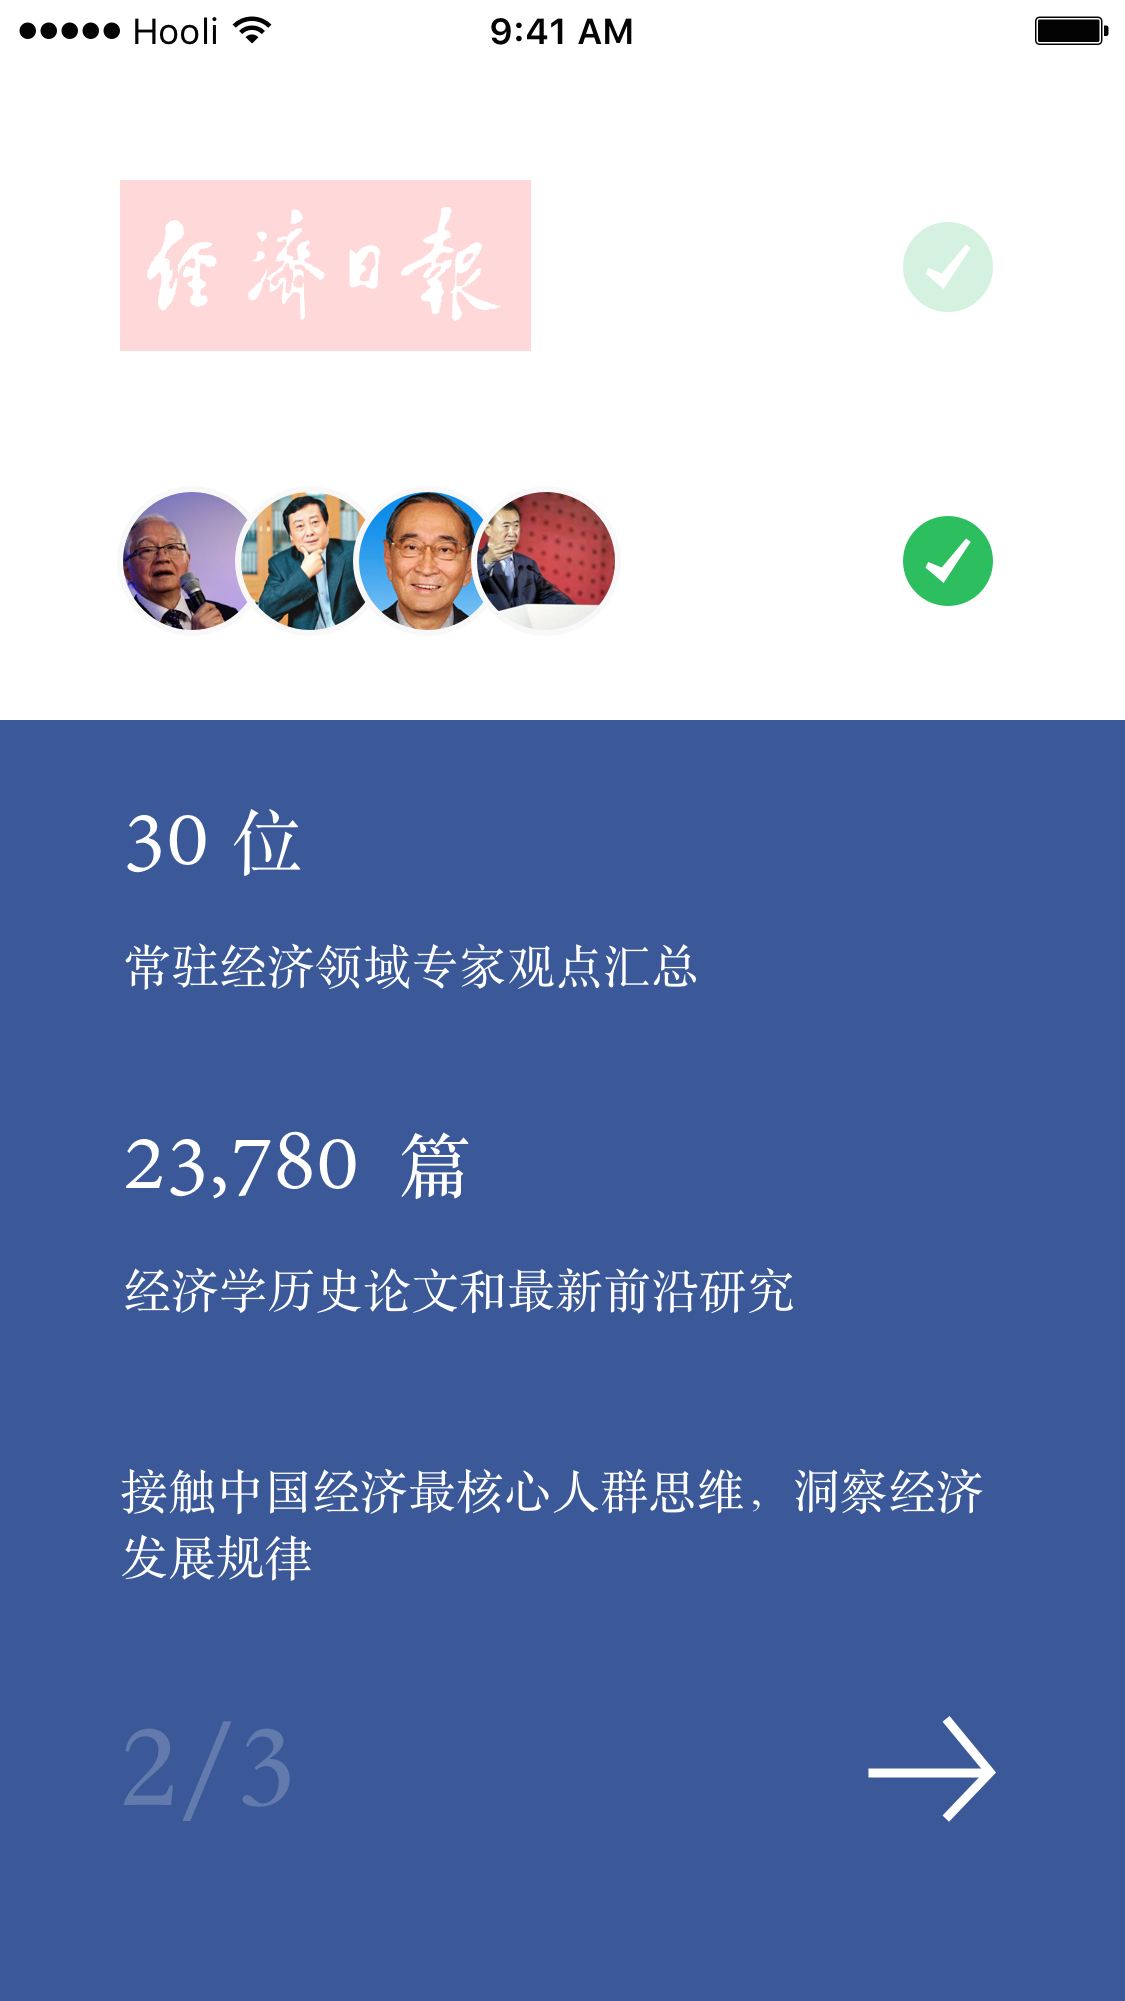 Hooli 9:41 AM
經濟日報
30 位
常驻经济领域专家观点汇总
23,780 篇
经济学历史论文和最新前沿研究
接触中国经济最核心人群思维，洞察经济
发展规律
2/3